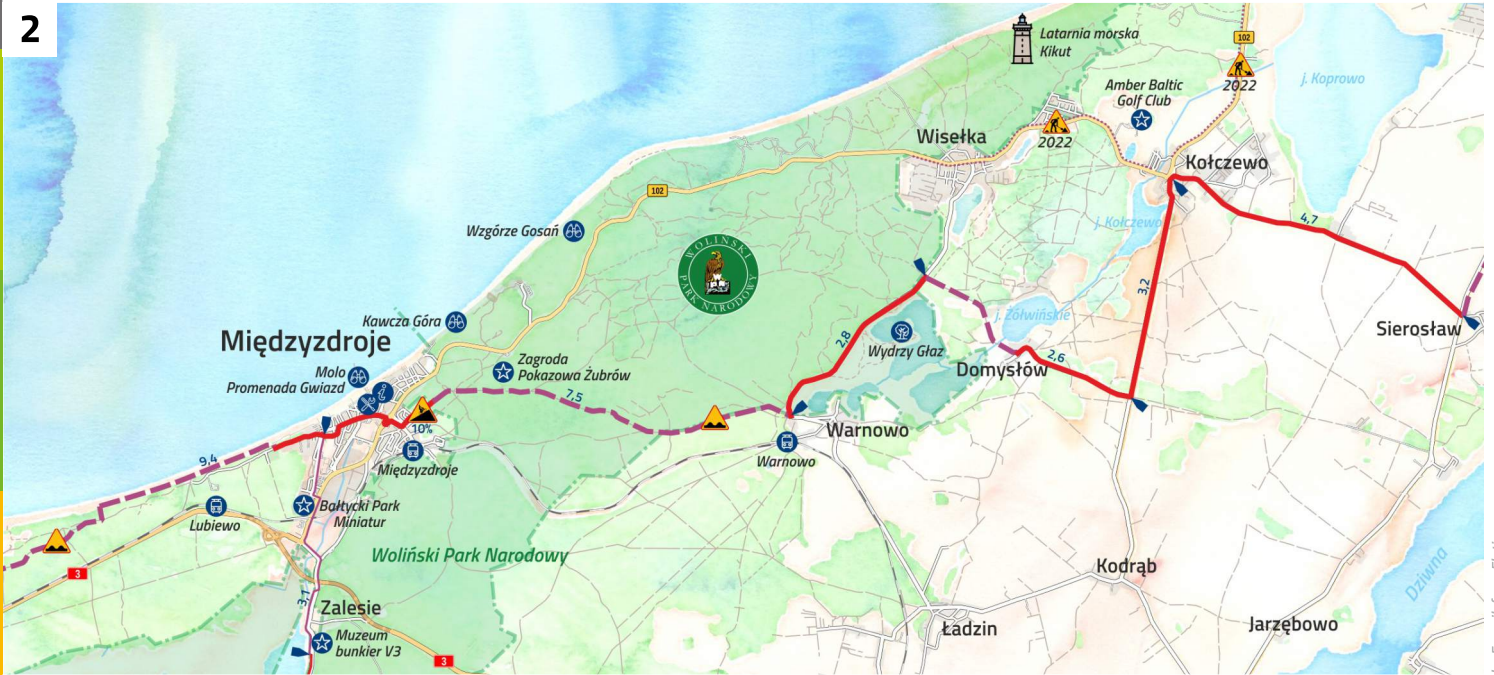 2
Latarnia morska
Kikut
102
2022
j. Koprowo
Amber Baltic
Golf Club
2022
Wisełka
Kołczewo
102
Wzgórze Gosań
WOLIŃSKI
PARK NARODOWY
j. Kołczewo
4,7
3,2
Kawcza Góra
j. Żółwińskie
Sierosław
Międzyzdroje
2,8
Wydrzy Głaz
2,6
Domysłów
Molo
Promenada Gwiazd
Zagroda
Pokazowa Żubrów
7,5
10%
Warnowo
Warnowo
9,4
Międzyzdroje
Lubiewo
Bałtycki Park
Miniatur
Woliński Park Narodowy
3
Kodrąb
Dziwna
3,1
Zalesie
Ładzin
Jarzębowo
Muzeum
bunkier V3
3